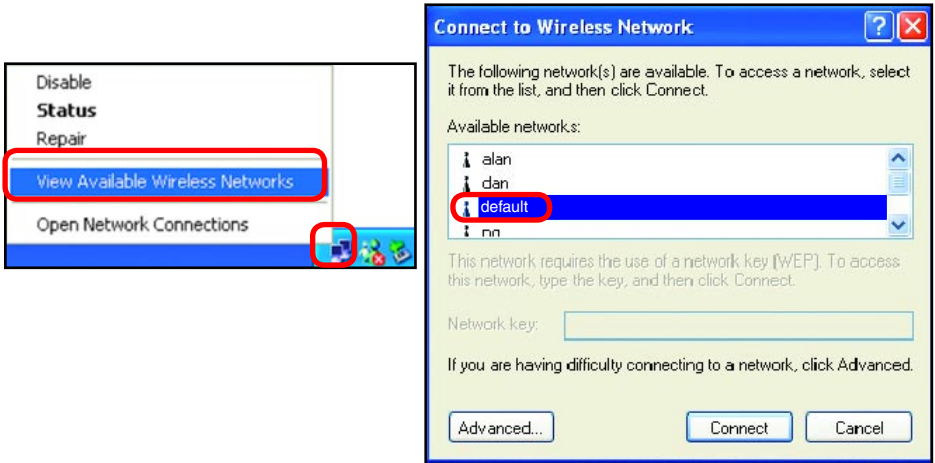 Disable
Status
Repair
View Available Wireless Networks
Open Network Connections
Connect to Wireless Network
The following network(s) are available. To access a network, select
it from the list, and then click Connect.
Available networks:
alan
dan
default
This network requires the use of a network key (WEP). To access
this network, type the key, and then click Connect.
Network key:
If you are having difficulty connecting to a network, click Advanced.
Advanced...
Connect
Cancel